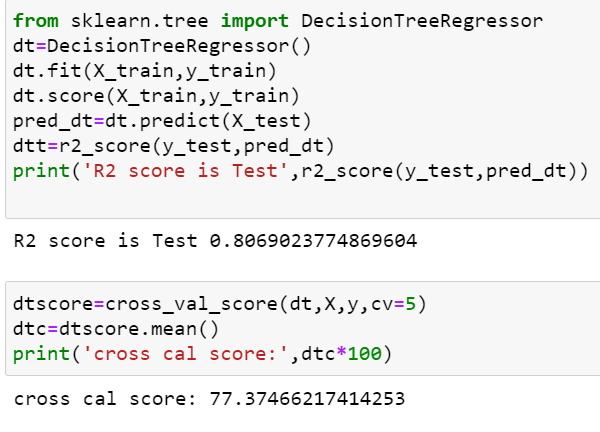 from sklearn.tree import DecisionTreeRegressor
dt=DecisionTreeRegressor()
dt.fit(X_train,y_train)
dt.score(X_train,y_train)
pred_dt=dt.predict(X_test)
dtt=r2_score(y_test,pred_dt)
print('R2 score is Test',r2_score(y_test,pred_dt))
R2 score is Test 0.8069023774869604
dtscore=cross_val_score(dt,X,y,cv=5)
dtc=dtscore.mean()
print('cross cal score:',dtc*100)
cross cal score: 77.37466217414253